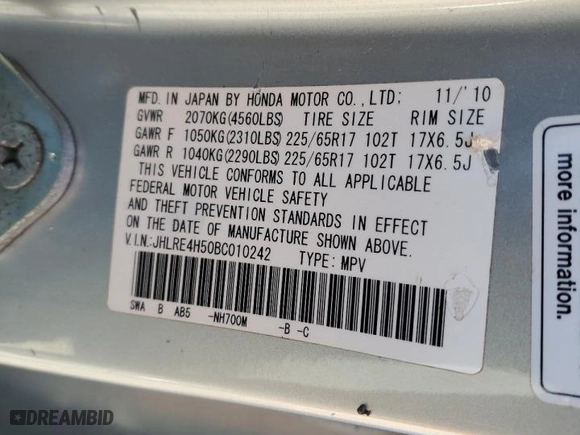 MFD. IN JAPAN BY HONDA MOTOR CO., LTD; 11/'10
GVWR 2070KG(4560LBS) TIRE SIZE RIM SIZE
GAWR F 1050KG(2310LBS) 225/65R17 102T 17X6.5J
GAWR R 1040KG(2290LBS) 225/65R17 102T 17X6.5J
THIS VEHICLE CONFORMS TO ALL APPLICABLE
FEDERAL MOTOR VEHICLE SAFETY
AND THEFT PREVENTION STANDARDS IN EFFECT
ON THE DATE OF MANUFACTURE SHOWN ABOVE.
V.I.N.:JHLRE4H50BC010242 TYPE: MPV
SWA B AB5 -NH700M -B -C
more information.
DREAMBID